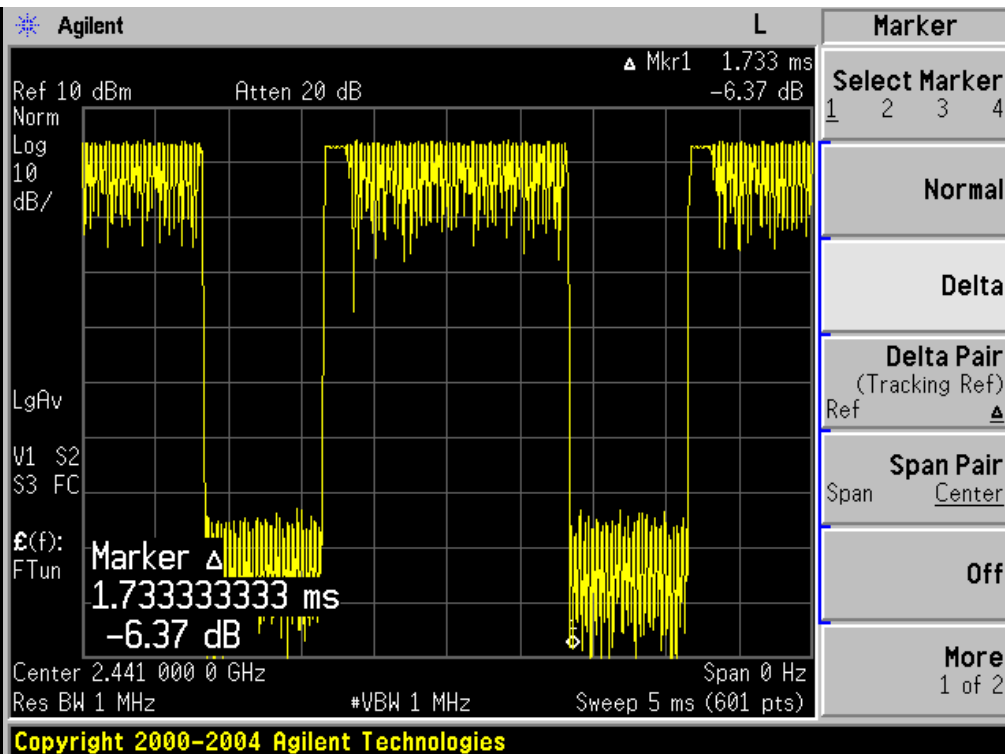 Agilent L Marker
Δ Mkr1 1.733 ms
Ref 10 dBm Atten 20 dB -6.37 dB
Norm
Log
10
dB/
LgAv
V1 S2
S3 FC
£(f):
FTun
Marker Δ
1.733333333 ms
-6.37 dB
Center 2.441 000 0 GHz Span 0 Hz
Res BW 1 MHz #VBW 1 MHz Sweep 5 ms (601 pts)
Copyright 2000-2004 Agilent Technologies
Select Marker
1 2 3 4
Normal
Delta
Delta Pair
(Tracking Ref)
Ref Δ
Span Pair
Span Center
Off
More
1 of 2